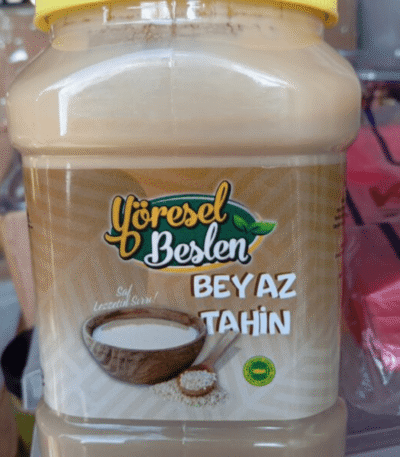 Yöresel
Beslen
BEYAZ
TAHİN
Saf
Lezzetin Sırrı!